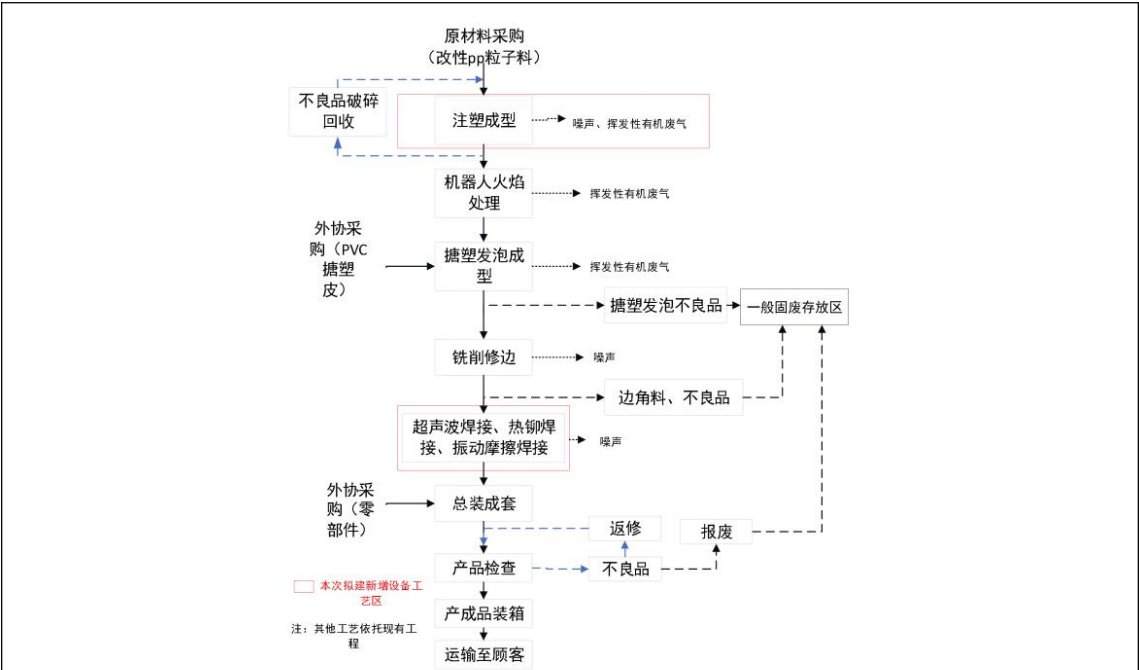 原材料采购
（改性pp粒子料）
不良品破碎
回收
注塑成型
噪声、挥发性有机废气
机器人火焰
处理
挥发性有机废气
外协采
购（PVC
搪塑
皮）
搪塑发泡成
型
挥发性有机废气
搪塑发泡不良品
一般固废存放区
铣削修边
噪声
边角料、不良品
超声波焊接、热铆焊
接、振动摩擦焊接
噪声
外协采
购（零
部件）
总装成套
返修
报废
产品检查
不良品
本次拟建新增设备工
艺区
产成品装箱
注：其他工艺依托现有工
程
运输至顾客